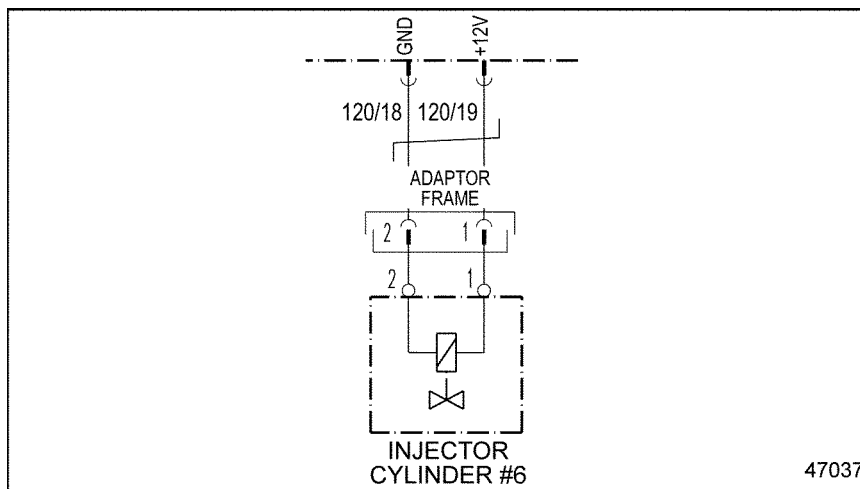 GND +12V
120/18 120/19
ADAPTOR
FRAME
2 1
2 1
INJECTOR
CYLINDER #6
47037